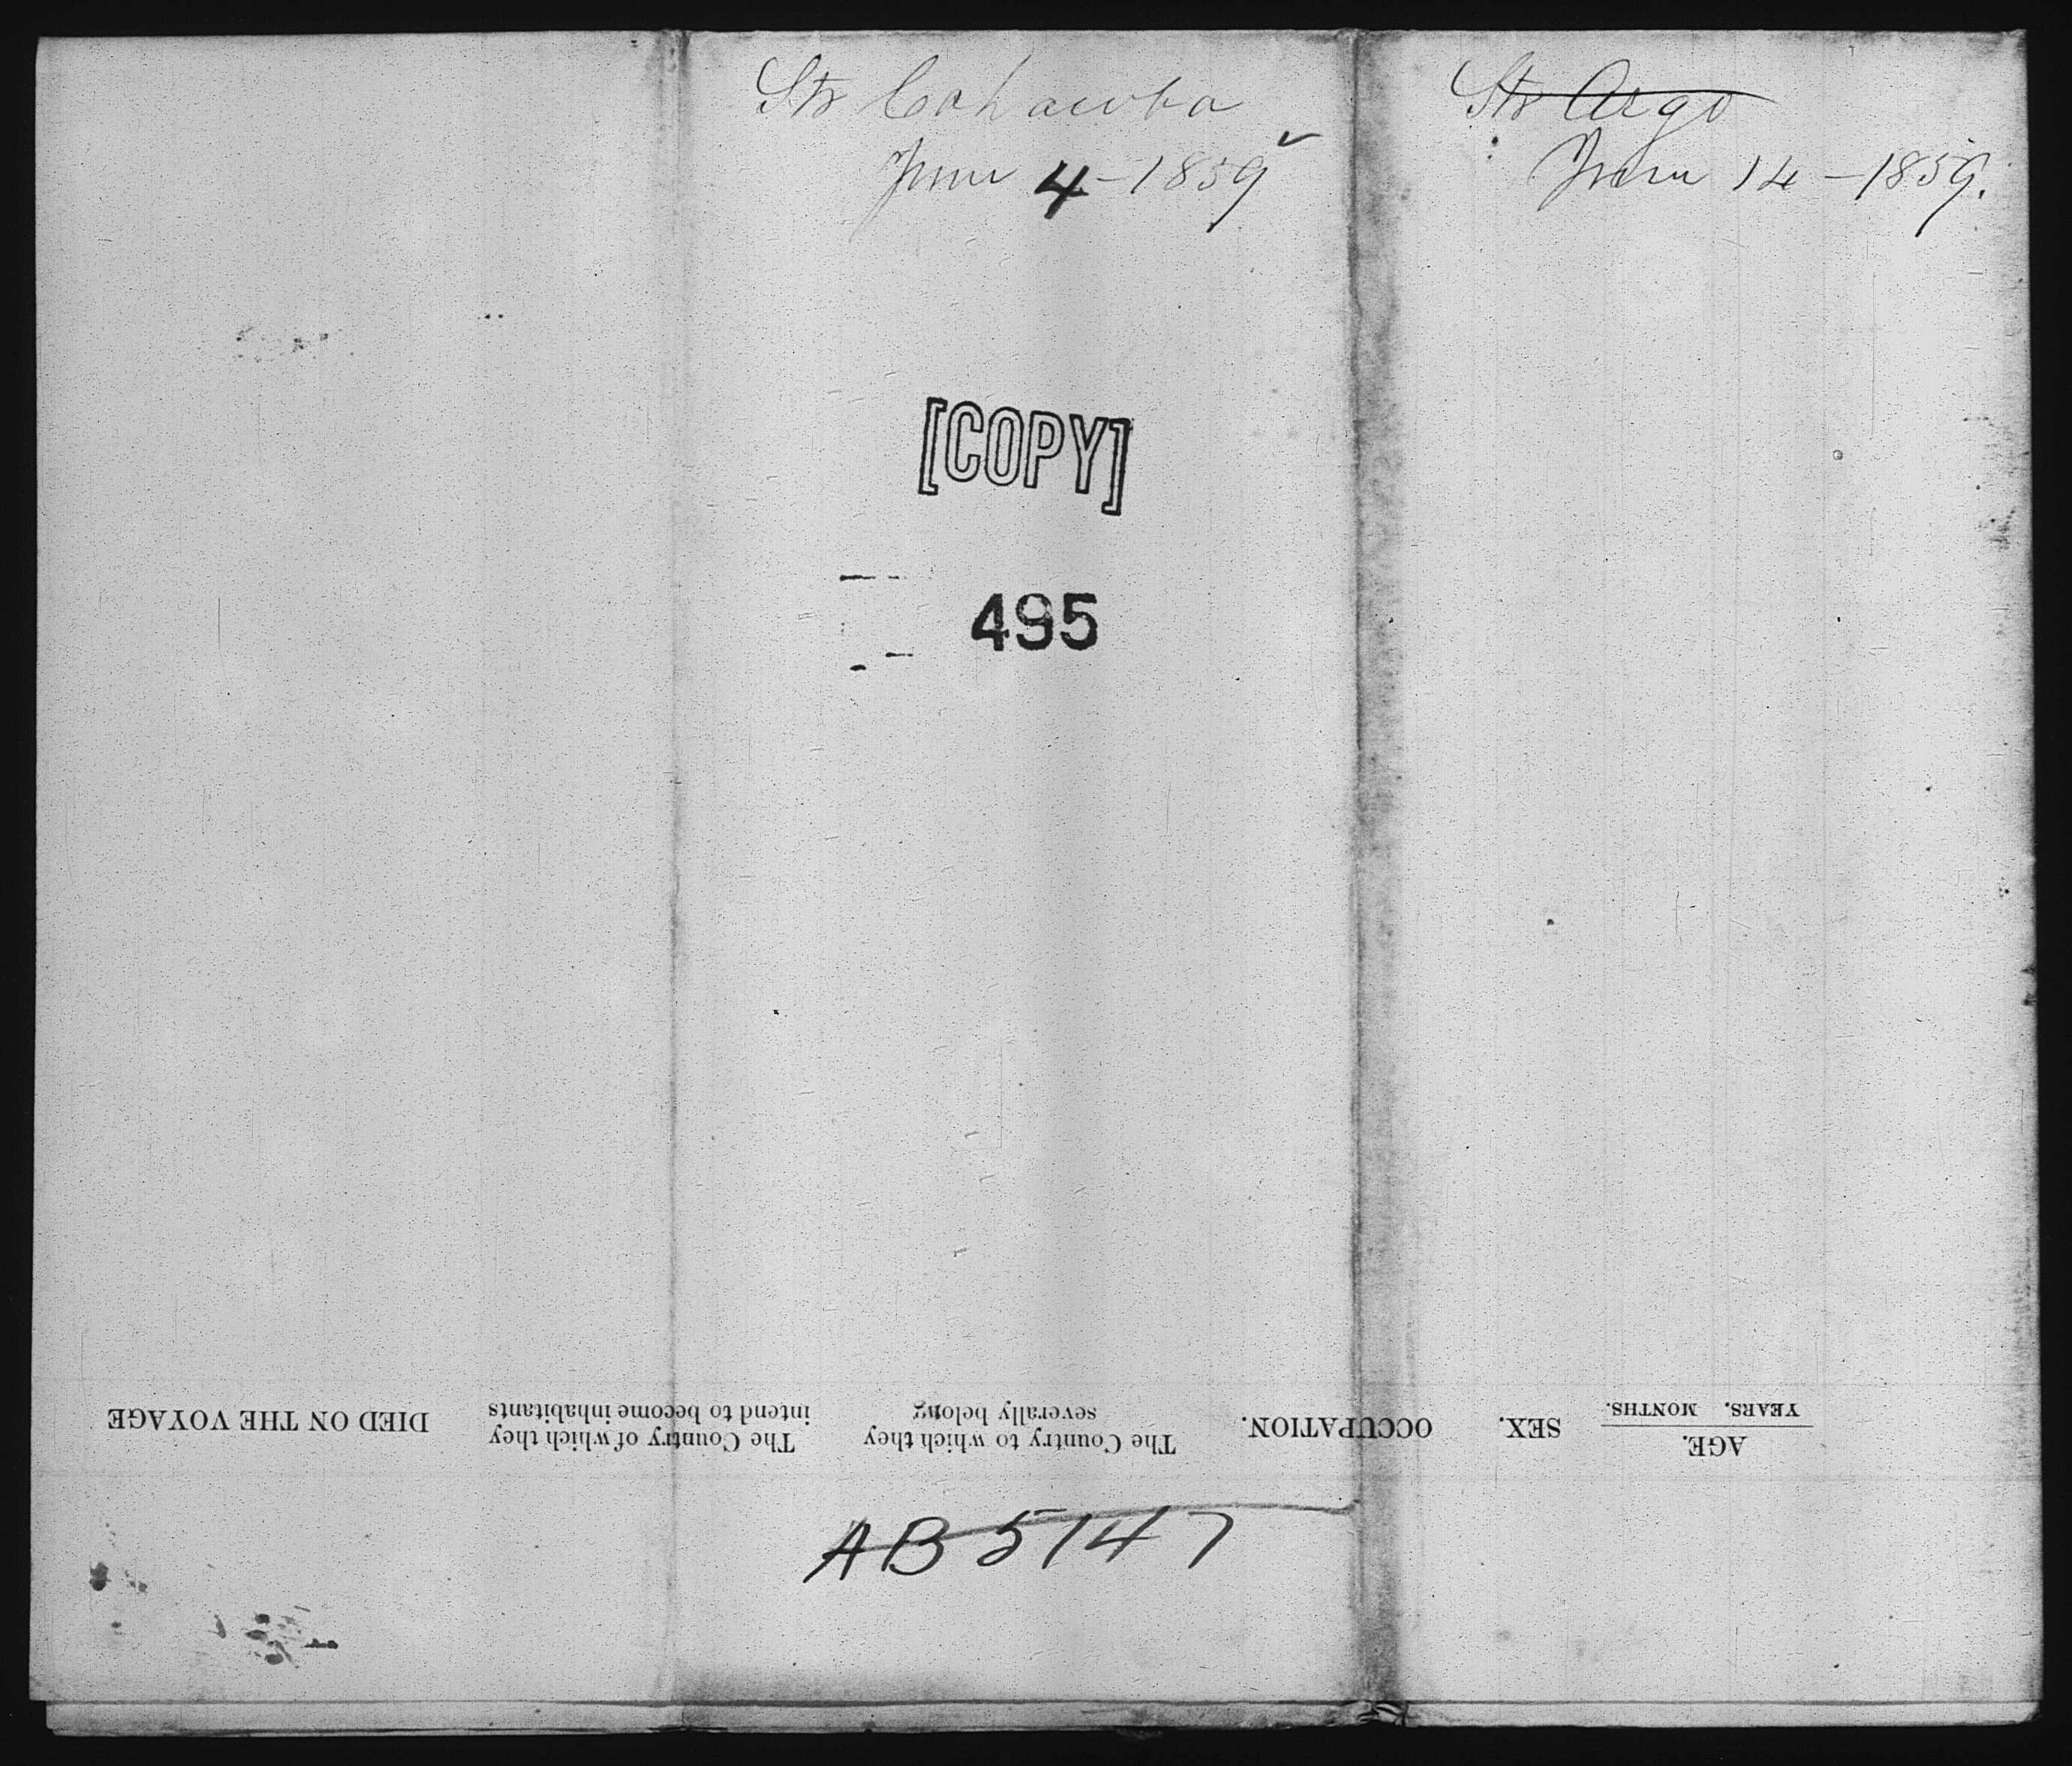 Str Cahawba
June 4 - 1859
[COPY]
495
AB 5147
Str Argo
June 14 - 1859.
AGE.
YEARS. MONTHS.
SEX.
OCCUPATION.
The Country to which they
severally belong
The Country of which they
intend to become inhabitants
DIED ON THE VOYAGE